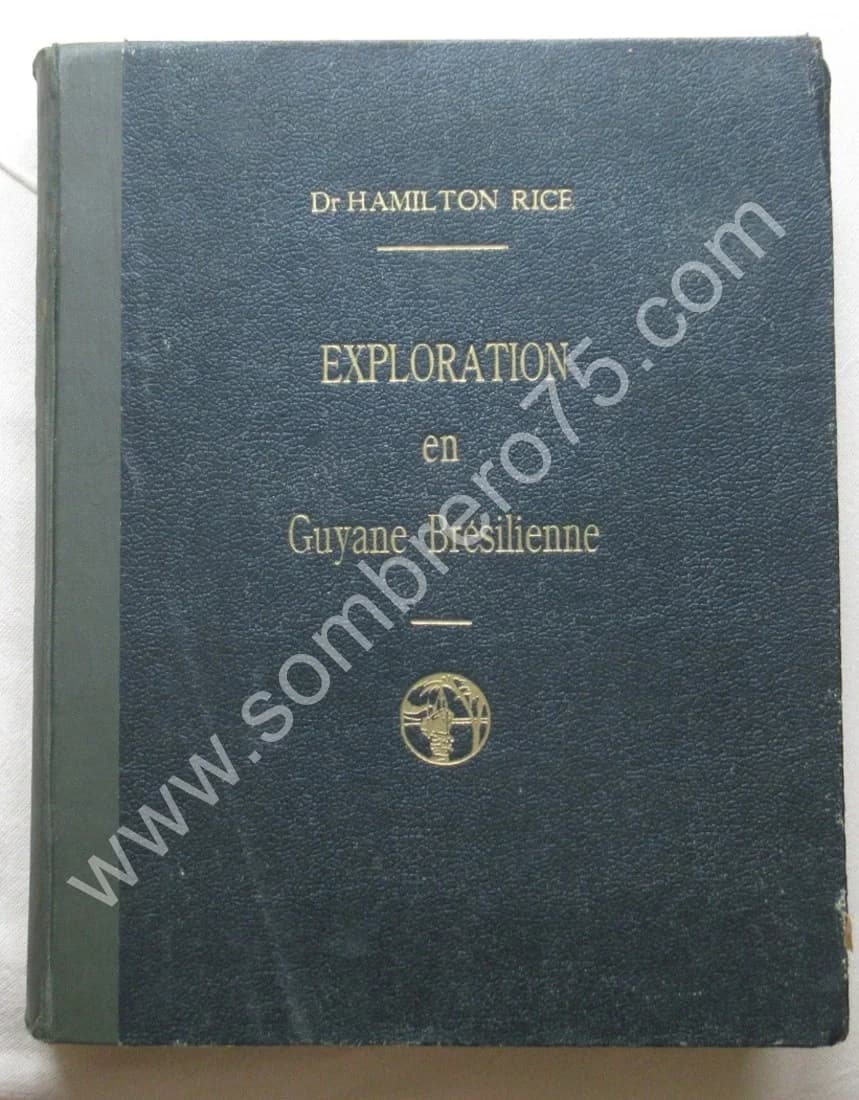 Dr HAMILTON RICE
EXPLORATION
en
Guyane Brésilienne
www.sombrero75.com